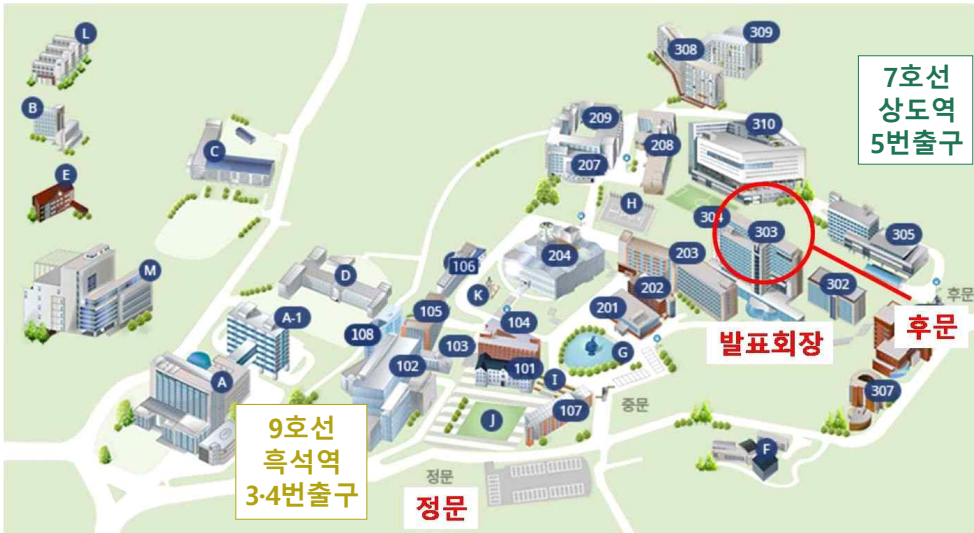 L
B
E
C
M
309
308
7호선
상도역
5번출구
310
209
207
208
H
304
303
305
106
204
203
D
K
202
302
후문
A-1
105
104
201
108
103
G
발표회장
후문
102
101
I
A
J
107
중문
307
9호선
흑석역
3·4번출구
F
정문
정문